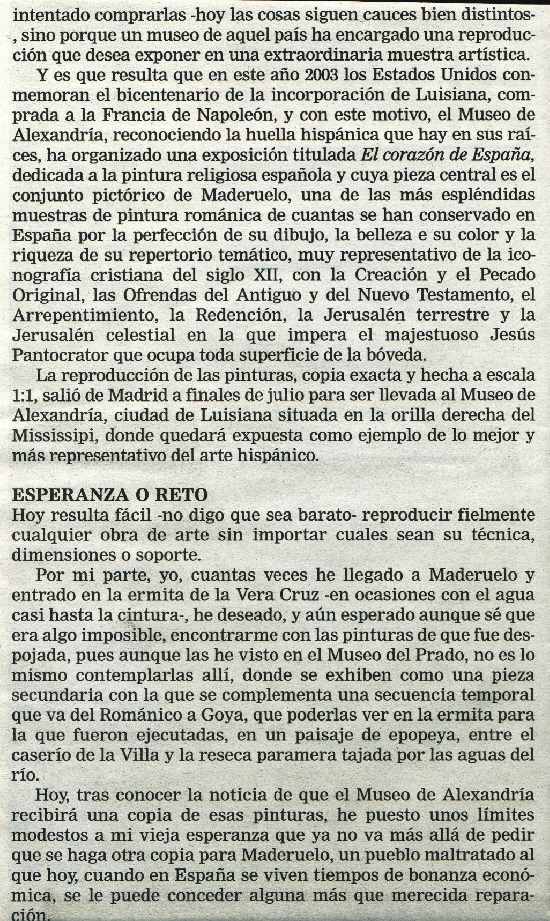 intentado comprarlas -hoy las cosas siguen cauces bien distintos-
, sino porque un museo de aquel país ha encargado una reproduc-
ción que desea exponer en una extraordinaria muestra artística.
Y es que resulta que en este año 2003 los Estados Unidos con-
memoran el bicentenario de la incorporación de Luisiana, com-
prada a la Francia de Napoleón, y con este motivo, el Museo de
Alexandría, reconociendo la huella hispánica que hay en sus raí-
ces, ha organizado una exposición titulada El corazón de España,
dedicada a la pintura religiosa española y cuya pieza central es el
conjunto pictórico de Maderuelo, una de las más espléndidas
muestras de pintura románica de cuantas se han conservado en
España por la perfección de su dibujo, la belleza e su color y la
riqueza de su repertorio temático, muy representativo de la ico-
nografía cristiana del siglo XII, con la Creación y el Pecado
Original, las Ofrendas del Antiguo y del Nuevo Testamento, el
Arrepentimiento, la Redención, la Jerusalén terrestre y la
Jerusalén celestial en la que impera el majestuoso Jesús
Pantocrator que ocupa toda superficie de la bóveda.
La reproducción de las pinturas, copia exacta y hecha a escala
1:1, salió de Madrid a finales de julio para ser llevada al Museo de
Alexandría, ciudad de Luisiana situada en la orilla derecha del
Mississipi, donde quedará expuesta como ejemplo de lo mejor y
más representativo del arte hispánico.
ESPERANZA O RETO
Hoy resulta fácil -no digo que sea barato- reproducir fielmente
cualquier obra de arte sin importar cuales sean su técnica,
dimensiones o soporte.
Por mi parte, yo, cuantas veces he llegado a Maderuelo y
entrado en la ermita de la Vera Cruz -en ocasiones con el agua
casi hasta la cintura-, he deseado, y aún esperado aunque sé que
era algo imposible, encontrarme con las pinturas de que fue des-
pojada, pues aunque las he visto en el Museo del Prado, no es lo
mismo contemplarlas allí, donde se exhiben como una pieza
secundaria con la que se complementa una secuencia temporal
que va del Románico a Goya, que poderlas ver en la ermita para
la que fueron ejecutadas, en un paisaje de epopeya, entre el
caserío de la Villa y la reseca paramera tajada por las aguas del
río.
Hoy, tras conocer la noticia de que el Museo de Alexandría
recibirá una copia de esas pinturas, he puesto unos límites
modestos a mi vieja esperanza que ya no va más allá de pedir
que se haga otra copia para Maderuelo, un pueblo maltratado al
que hoy, cuando en España se viven tiempos de bonanza econó-
mica, se le puede conceder alguna más que merecida repara-
ción.